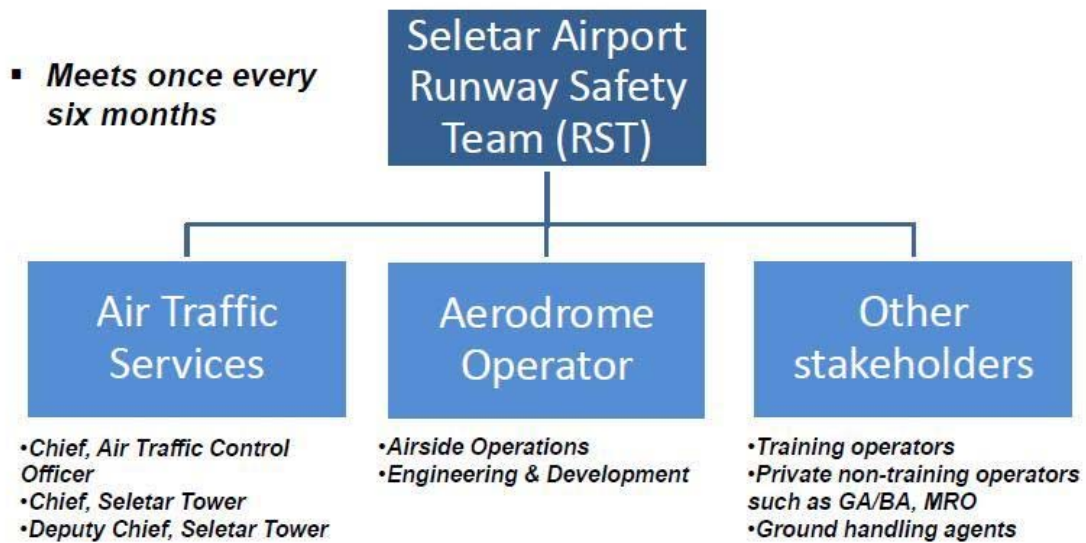 ▪ Meets once every
six months
Seletar Airport
Runway Safety
Team (RST)
Air Traffic
Services
•Chief, Air Traffic Control
Officer
•Chief, Seletar Tower
•Deputy Chief, Seletar Tower
Aerodrome
Operator
•Airside Operations
•Engineering & Development
Other
stakeholders
•Training operators
•Private non-training operators
such as GA/BA, MRO
•Ground handling agents